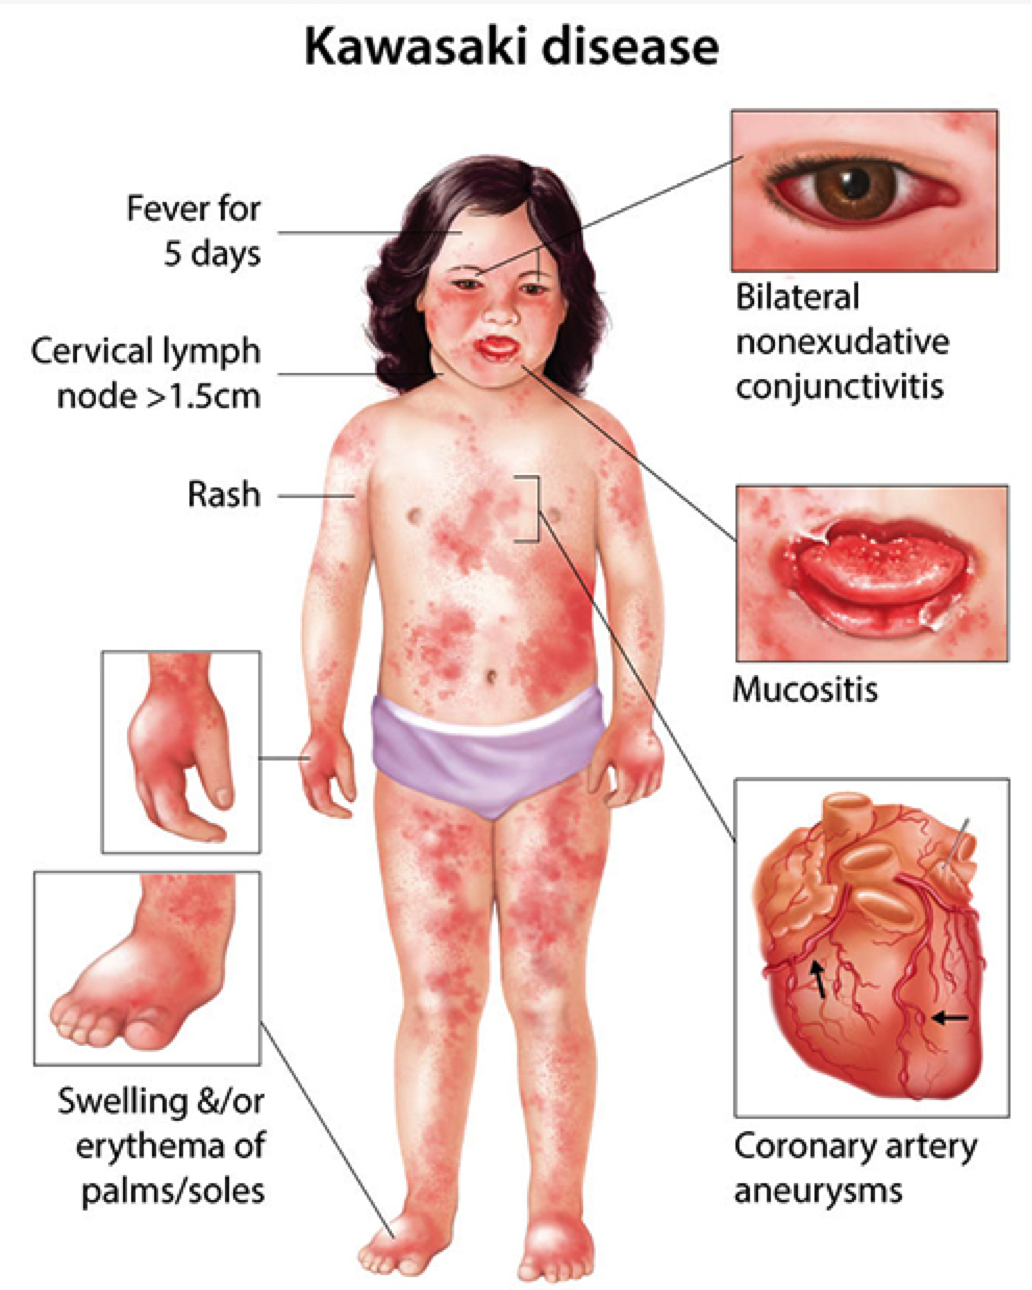 Kawasaki disease
Fever for
5 days
Cervical lymph
node >1.5cm
Rash
Swelling &/or
erythema of
palms/soles
Bilateral
nonexudative
conjunctivitis
Mucositis
Coronary artery
aneurysms